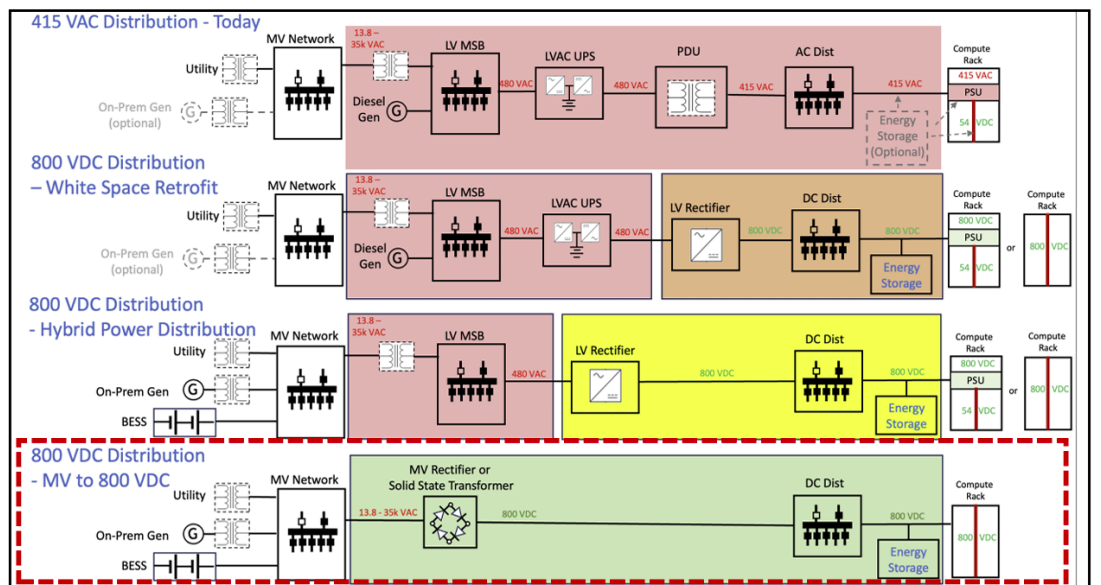 415 VAC Distribution - Today
MV Network
13.8 –
35k VAC
LV MSB
LVAC UPS
PDU
AC Dist
Compute
Rack
Utility
480 VAC
480 VAC
415 VAC
415 VAC
415 VAC
PSU
On-Prem Gen
(optional)
G
Diesel
Gen
G
Energy
Storage
(Optional)
54 VDC
800 VDC Distribution
– White Space Retrofit
MV Network
13.8 –
35k VAC
LV MSB
LVAC UPS
LV Rectifier
DC Dist
Compute
Rack
Compute
Rack
Utility
480 VAC
480 VAC
800 VDC
800 VDC
800 VDC
PSU
or
800 VDC
On-Prem Gen
(optional)
G
Diesel
Gen
G
Energy
Storage
54 VDC
800 VDC Distribution
- Hybrid Power Distribution
MV Network
13.8 –
35k VAC
LV MSB
LV Rectifier
DC Dist
Compute
Rack
Compute
Rack
Utility
480 VAC
800 VDC
800 VDC
800 VDC
PSU
or
800 VDC
On-Prem Gen
G
BESS
Energy
Storage
54 VDC
800 VDC Distribution
- MV to 800 VDC
MV Network
MV Rectifier or
Solid State Transformer
DC Dist
Compute
Rack
Utility
13.8 - 35k VAC
800 VDC
800 VDC
800 VDC
On-Prem Gen
G
BESS
Energy
Storage